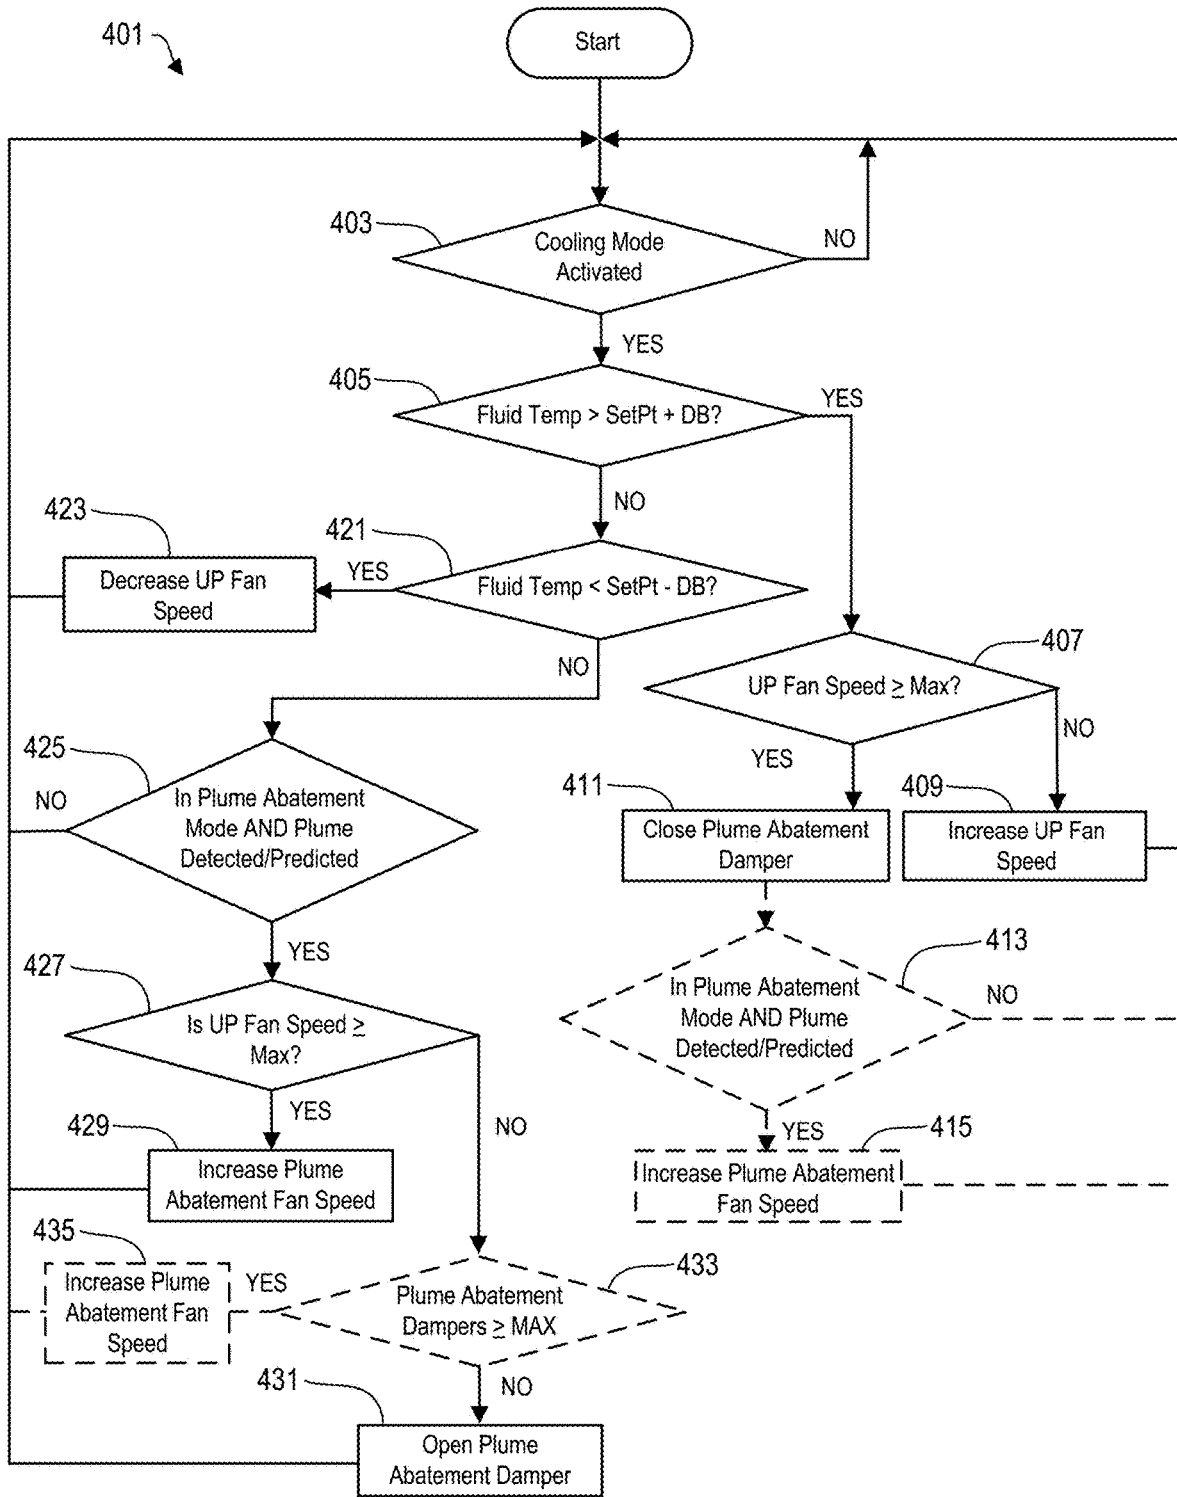 401
Start
403
Cooling Mode
Activated
NO
YES
405
Fluid Temp > SetPt + DB?
YES
NO
423
421
Decrease UP Fan
Speed
YES
Fluid Temp < SetPt - DB?
NO
407
UP Fan Speed ≥ Max?
NO
YES
425
NO
In Plume Abatement
Mode AND Plume
Detected/Predicted
411
409
Close Plume Abatement
Damper
Increase UP Fan
Speed
YES
413
427
In Plume Abatement
Mode AND Plume
Detected/Predicted
NO
Is UP Fan Speed ≥
Max?
YES
NO
YES
429
415
Increase Plume
Abatement Fan Speed
Increase Plume Abatement
Fan Speed
435
433
Increase Plume
Abatement Fan
Speed
YES
Plume Abatement
Dampers ≥ MAX
NO
431
Open Plume
Abatement Damper